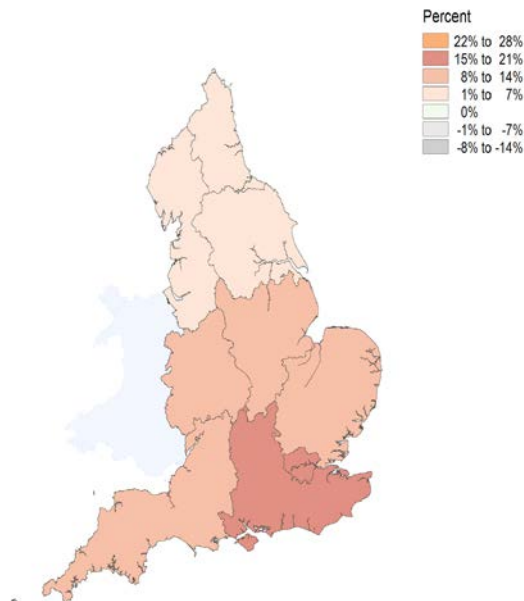 Percent
22% to 28%
15% to 21%
8% to 14%
1% to 7%
0%
-1% to -7%
-8% to -14%